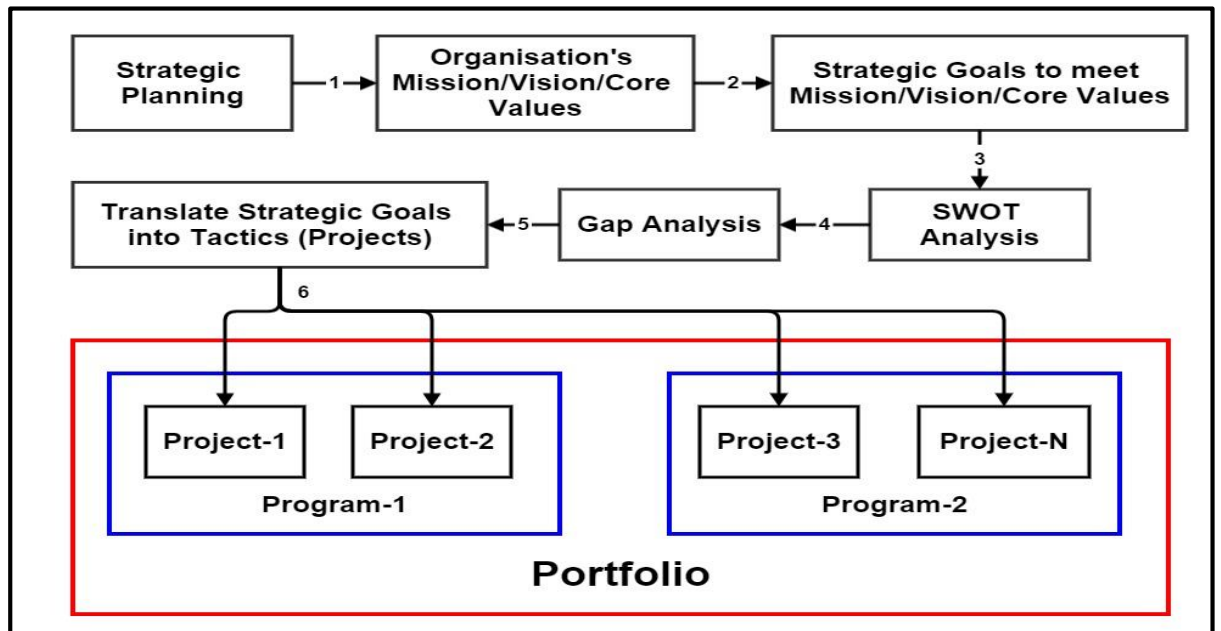 Strategic
Planning
1
Organisation's
Mission/Vision/Core
Values
2
Strategic Goals to meet
Mission/Vision/Core Values
3
SWOT
Analysis
4
Gap Analysis
5
Translate Strategic Goals
into Tactics (Projects)
6
Project-1
Project-2
Program-1
Project-3
Project-N
Program-2
Portfolio